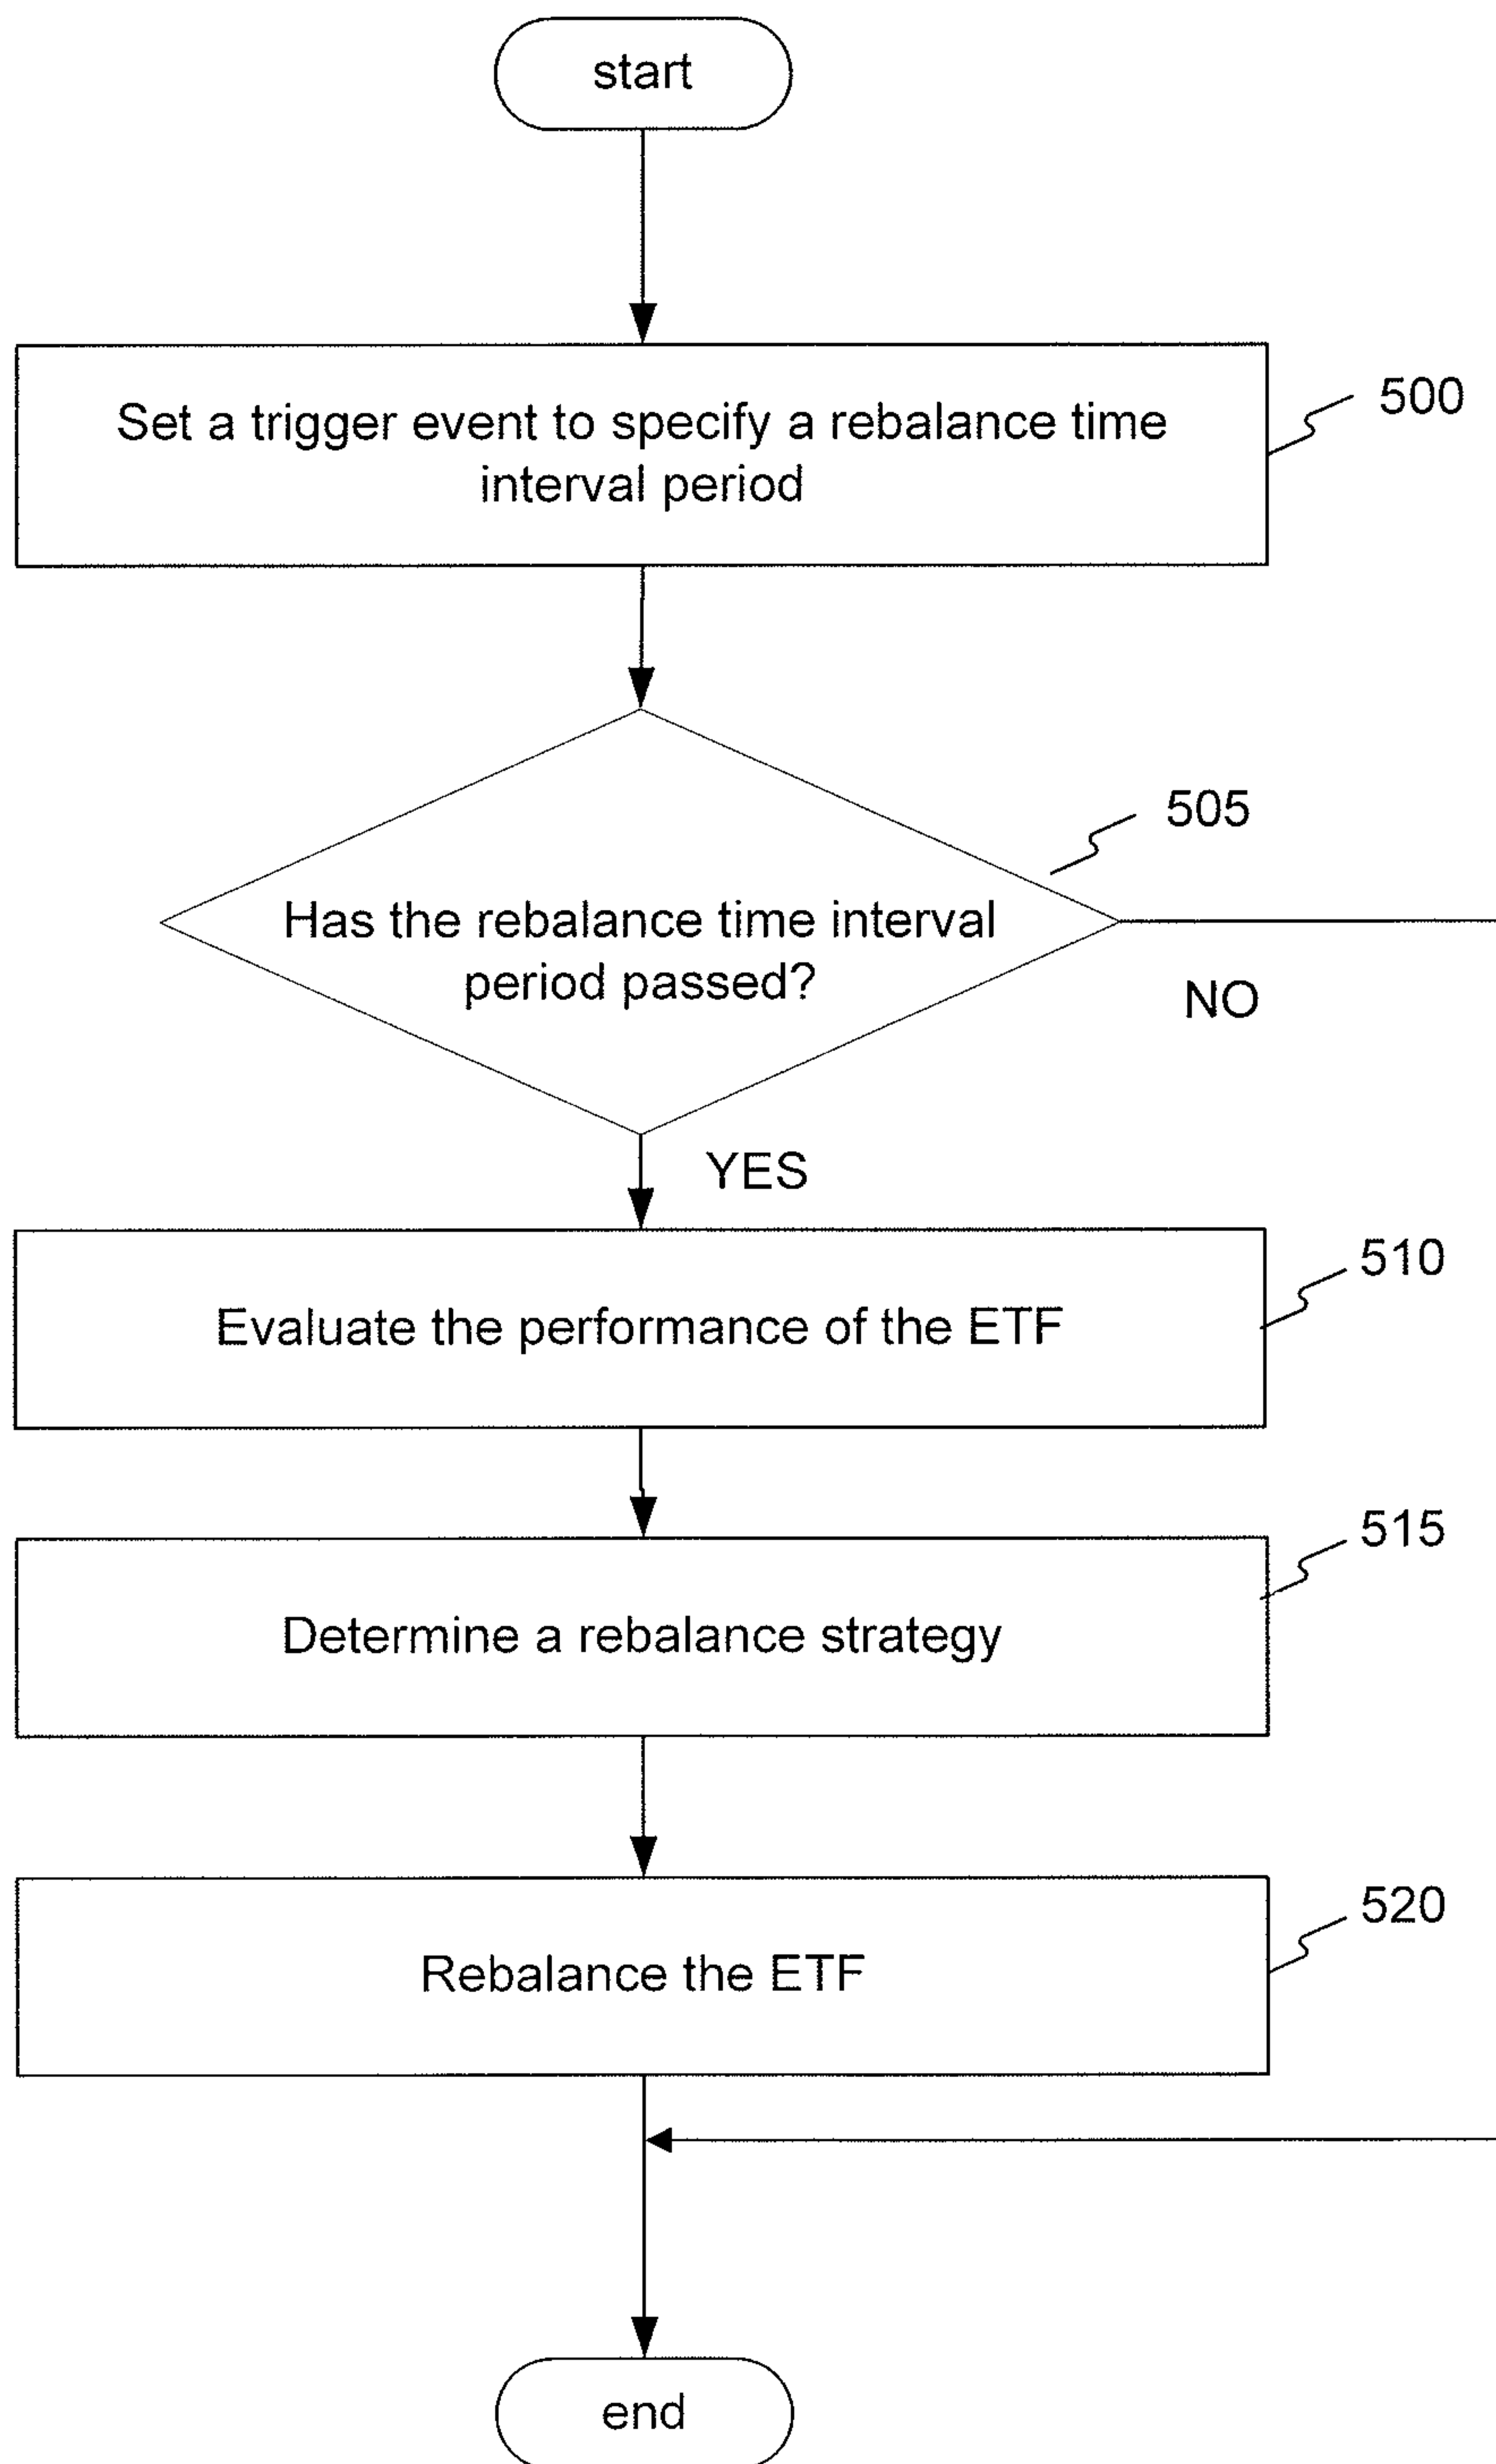 start
Set a trigger event to specify a rebalance time
interval period
500
505
Has the rebalance time interval
period passed?
NO
YES
510
Evaluate the performance of the ETF
515
Determine a rebalance strategy
520
Rebalance the ETF
end